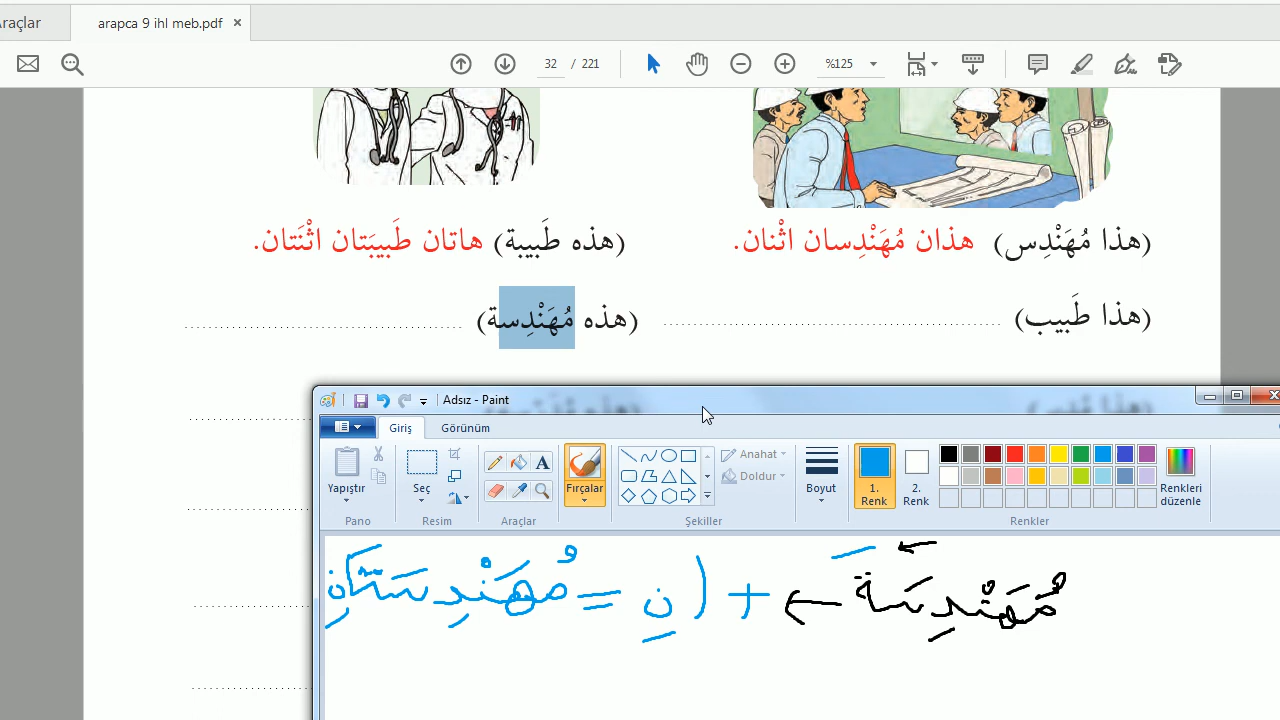 Araçlar
arapca 9 ihl meb.pdf ×
32 / 221
%125
(هذا مُهَنْدِس) هذان مُهَنْدِسان اثْنان.
(هذه طَبيبة) هاتان طَبيبَتان اثْنَتان.
(هذا طَبيب)
(هذه مُهَنْدِسة)
Adsız - Paint
Giriş Görünüm
Yapıştır
Seç
A
Fırçalar
Anahat
Doldur
Boyut
1. Renk
2. Renk
Renkleri düzenle
Pano Resim Araçlar Şekiller Renkler
مُهَنْدِسَة ← + انِ = مُهَنْدِسَتَانِ